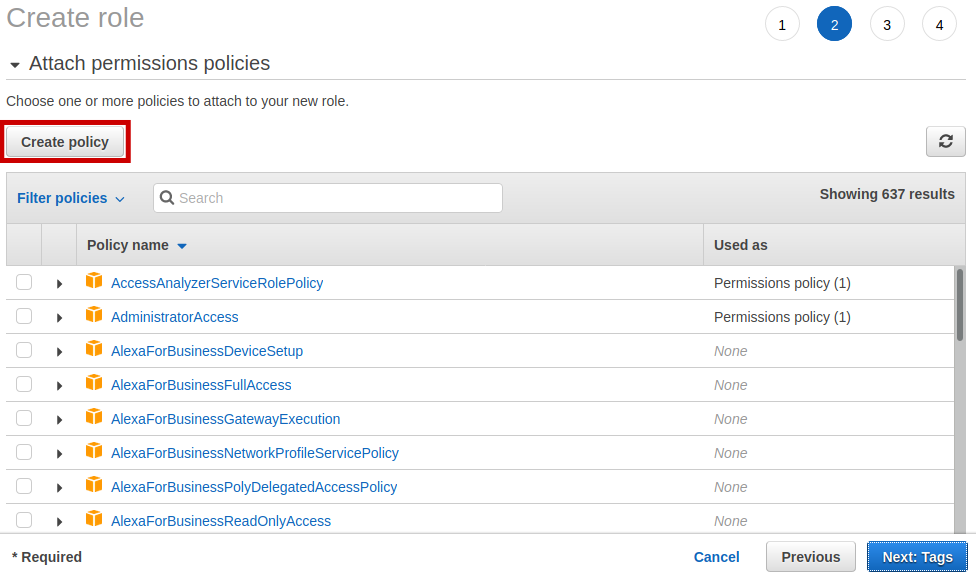 Create role
1 2 3 4
Attach permissions policies
Choose one or more policies to attach to your new role.
Create policy
Filter policies Search Showing 637 results
Policy name Used as
AccessAnalyzerServiceRolePolicy Permissions policy (1)
AdministratorAccess Permissions policy (1)
AlexaForBusinessDeviceSetup None
AlexaForBusinessFullAccess None
AlexaForBusinessGatewayExecution None
AlexaForBusinessNetworkProfileServicePolicy None
AlexaForBusinessPolyDelegatedAccessPolicy None
AlexaForBusinessReadOnlyAccess None
* Required Cancel Previous Next: Tags